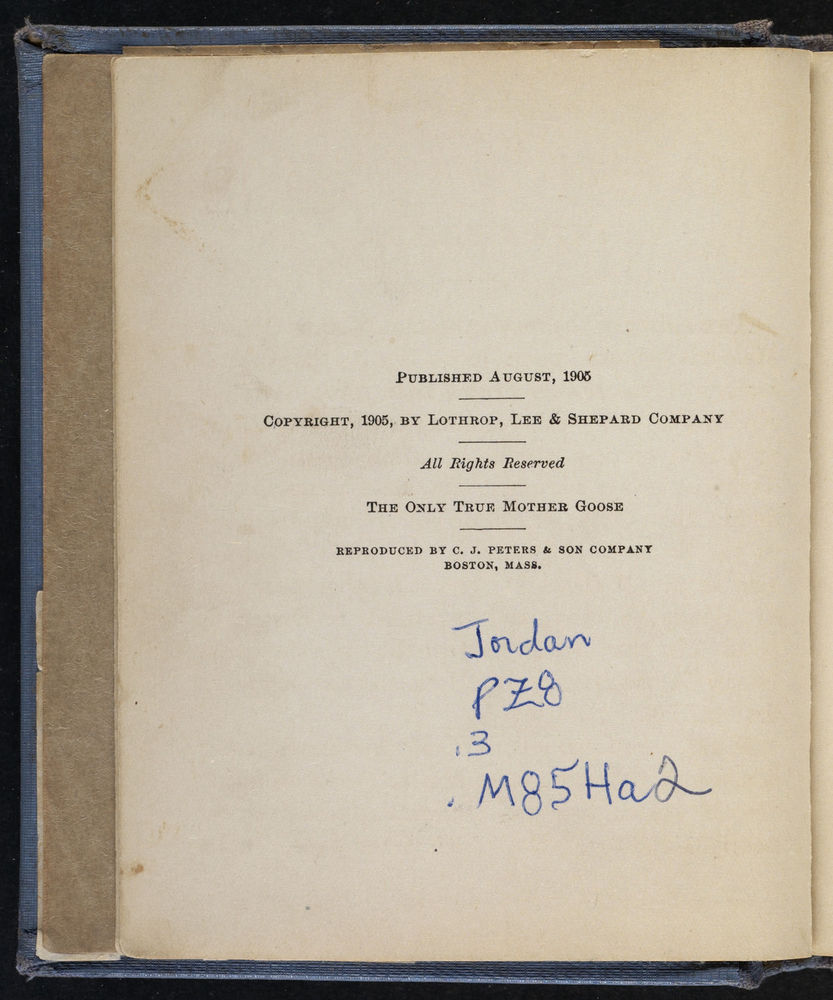 Published August, 1905
Copyright, 1905, by Lothrop, Lee & Shepard Company
All Rights Reserved
The Only True Mother Goose
REPRODUCED BY C. J. PETERS & SON COMPANY
BOSTON, MASS.
Jordan
PZ8
.3
.M85Ha2